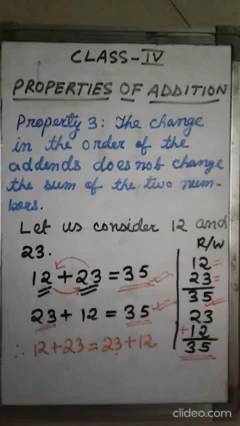 CLASS-IV
PROPERTIES OF ADDITION
Property 3: The change
in the order of the
addends does not change
the sum of the two num-
bers.
Let us consider 12 and
23.
12 + 23 = 35
23 + 12 = 35
∴ 12+23 = 23+12
R/W
12
23
35
23
+12
35
clideo.com